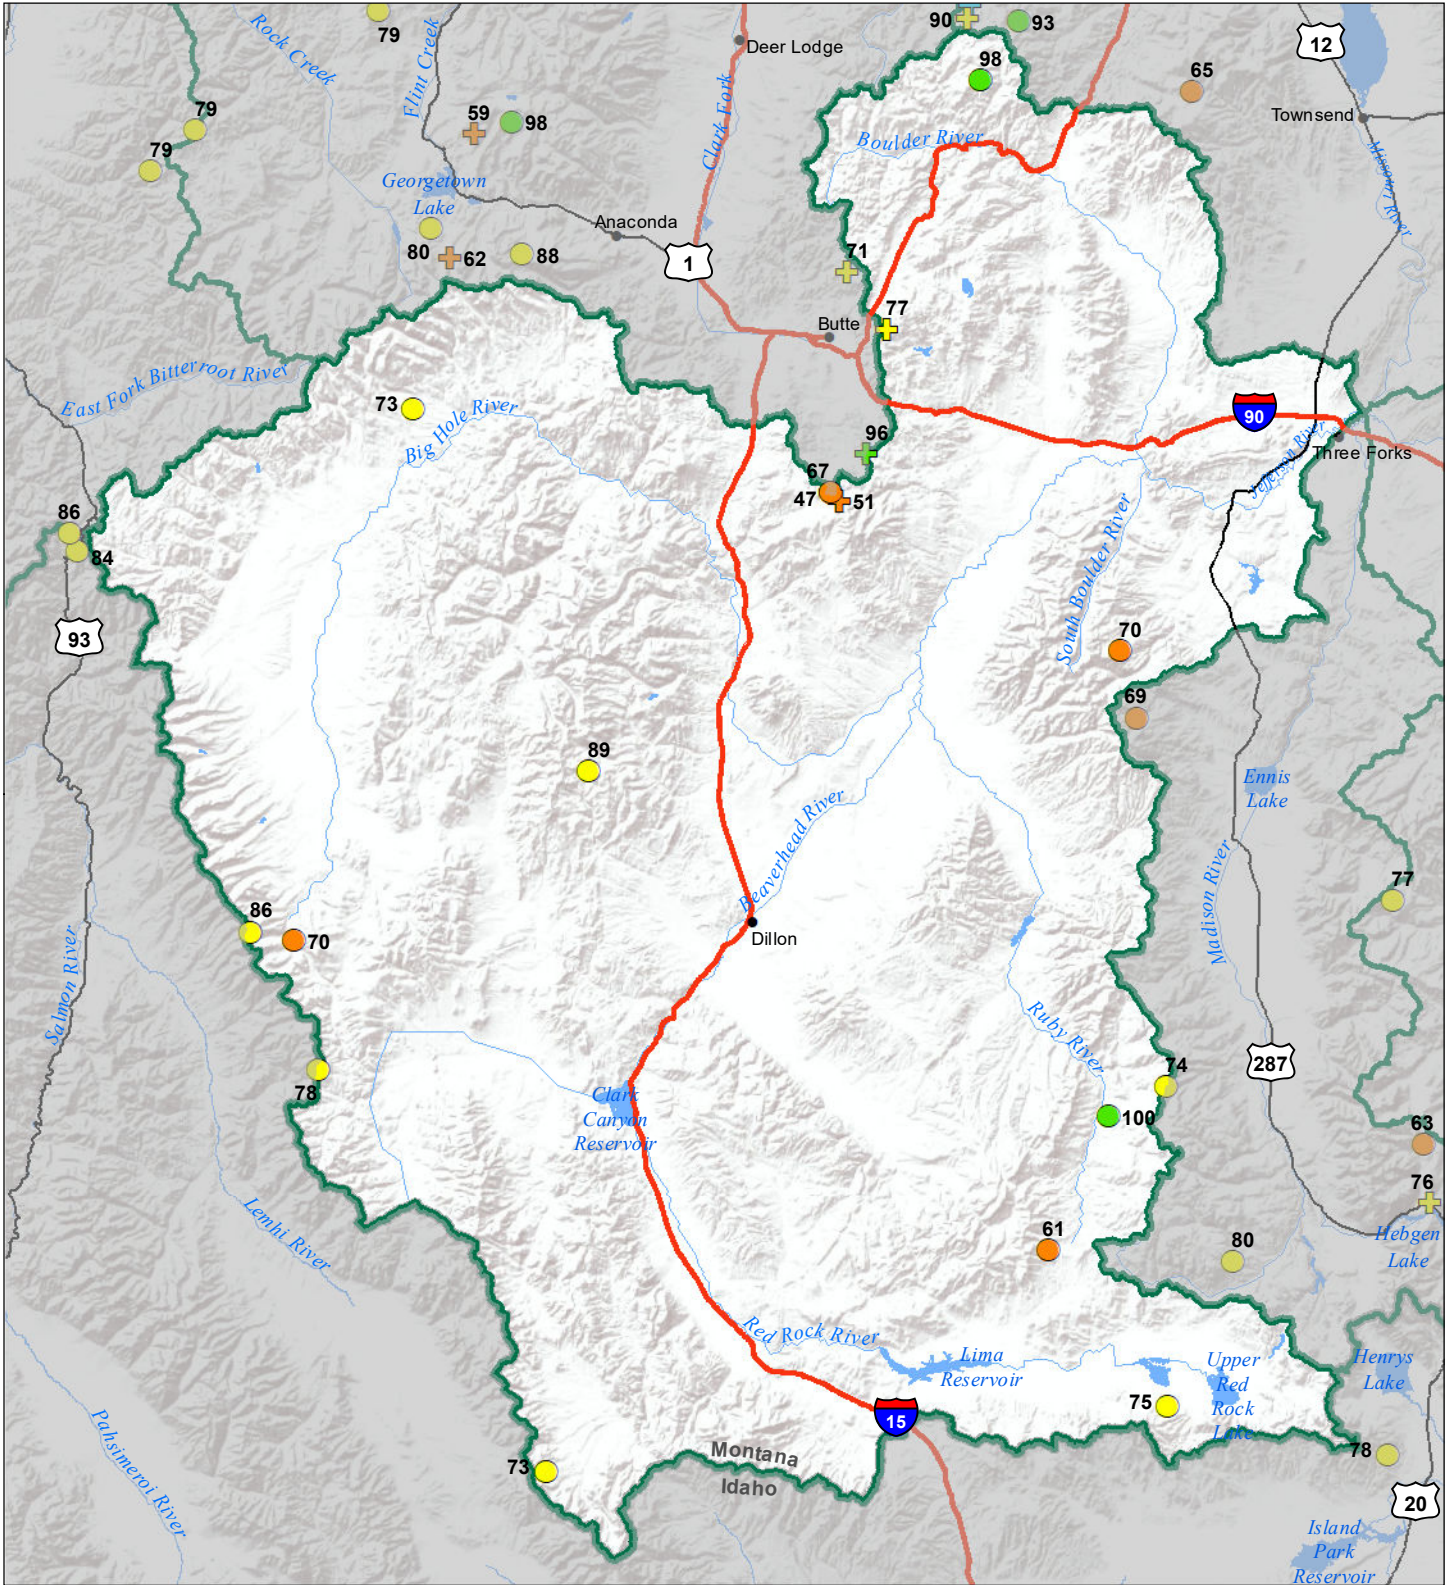 90
93
12
79
Rock Creek
Flint Creek
Deer Lodge
98
65
79
59
98
Clark Fork
Boulder River
Townsend
Missouri River
79
Georgetown
Lake
Anaconda
80
62
88
1
71
77
Butte
East Fork Bitterroot River
73
Big Hole River
90
96
Jefferson River
Three Forks
67
47
51
86
84
South Boulder River
93
70
69
89
Ennis
Lake
Beaverhead River
Madison River
77
86
70
Dillon
Salmon River
Ruby River
287
78
74
Clark
Canyon
Reservoir
100
63
76
Lemhi River
61
80
Hebgen
Lake
Red Rock River
Lima
Reservoir
Upper
Red
Rock
Lake
Henrys
Lake
75
15
Pahsimeroi River
Montana
Idaho
73
78
20
Island
Park
Reservoir